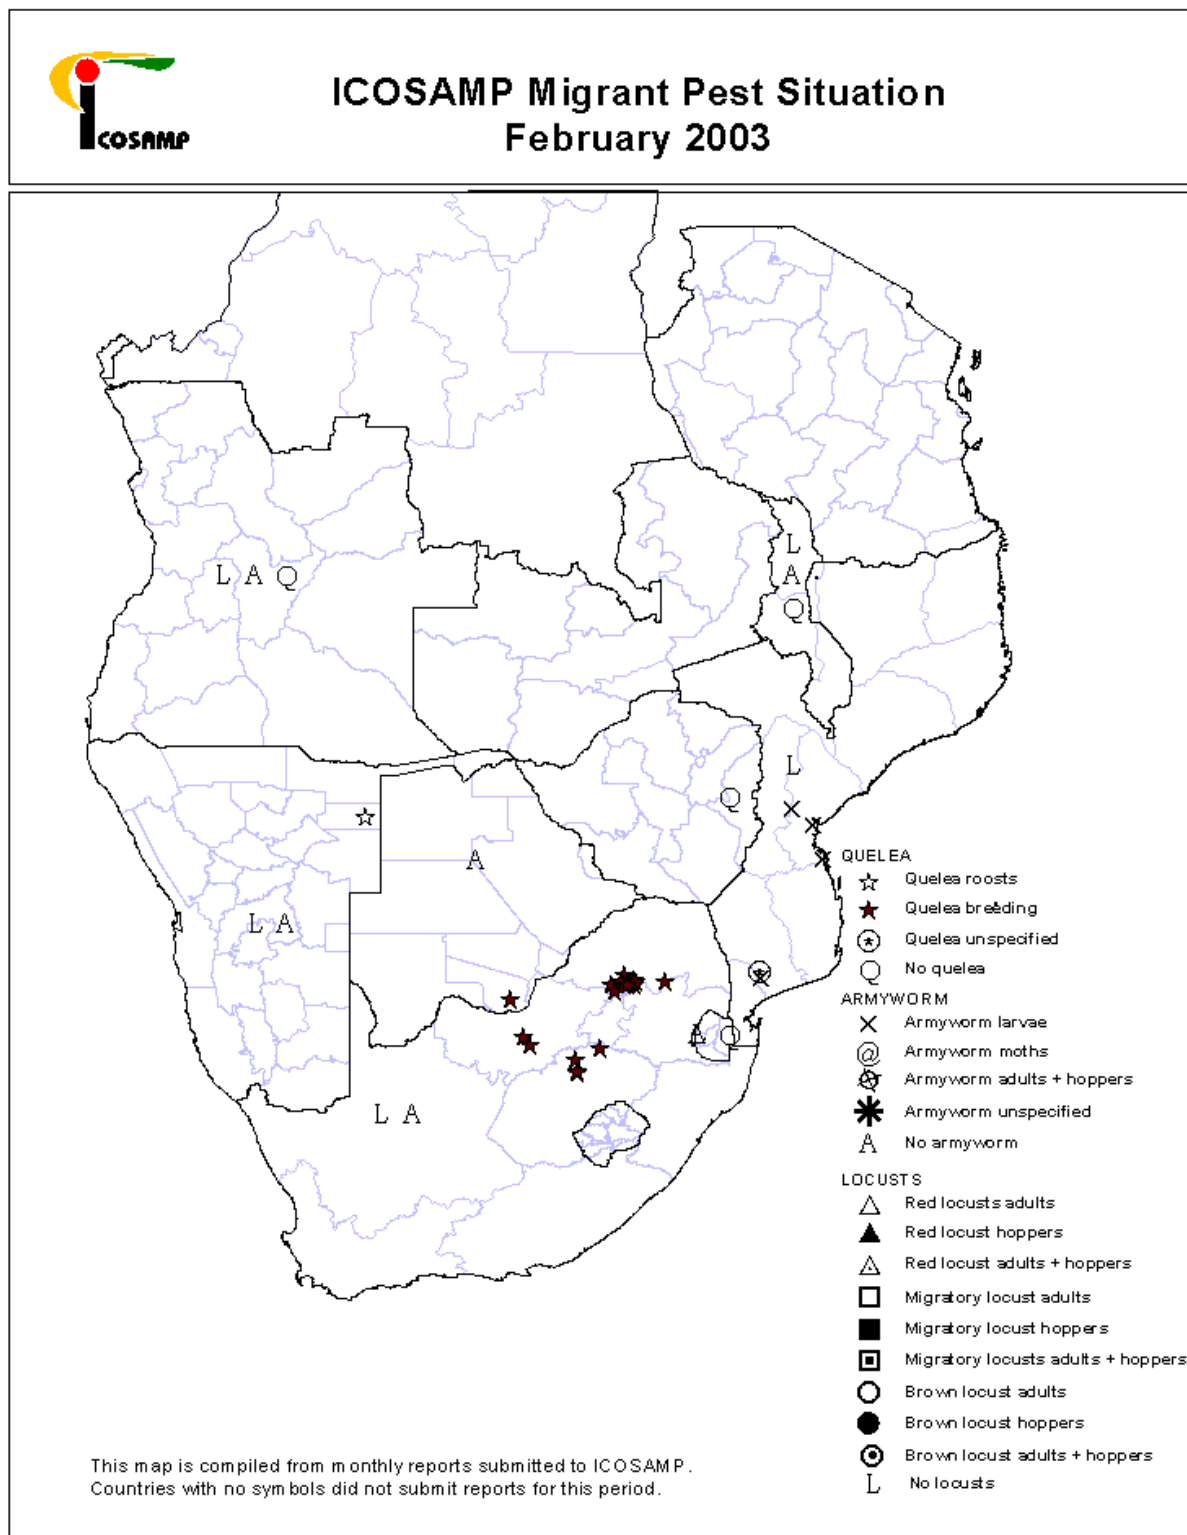 ICOSAMP
ICOSAMP Migrant Pest Situation
February 2003
L
A
Q
L A Q
L
Q
A
L A
A Q
L A
QUELEA
Quelea roosts
Quelea breeding
Quelea unspecified
Q No quelea
ARMYWORM
Armyworm larvae
@ Armyworm moths
Armyworm adults + hoppers
Armyworm unspecified
A No armyworm
LOCUSTS
Red locusts adults
Red locust hoppers
Red locust adults + hoppers
Migratory locust adults
Migratory locust hoppers
Migratory locusts adults + hoppers
Brown locust adults
Brown locust hoppers
Brown locust adults + hoppers
L No locusts
This map is compiled from monthly reports submitted to ICOSAMP.
Countries with no symbols did not submit reports for this period.